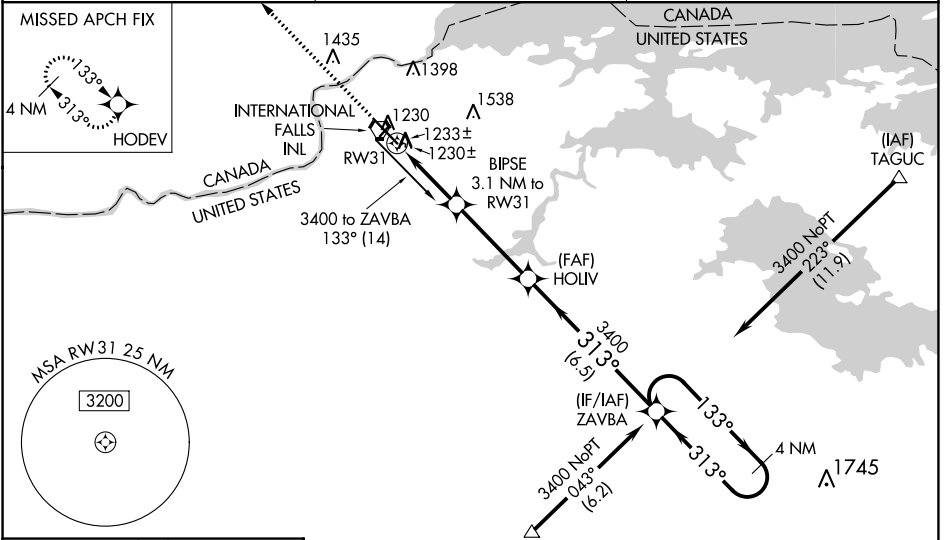 MISSED APCH FIX
133°
4 NM
313°
HODEV
CANADA
UNITED STATES
1435
1398
1538
INTERNATIONAL
FALLS
INL
1230
1233±
1230±
RW31
CANADA
UNITED STATES
BIPSE
3.1 NM to
RW31
(IAF)
TAGUC
3400 to ZAVBA
133° (14)
(FAF)
HOLIV
3400 NoPT
223°
(11.9)
3400
313°
(6.5)
MSA RW31 25 NM
3200
(IF/IAF)
ZAVBA
133°
313°
4 NM
1745
3400 NoPT
043°
(6.2)